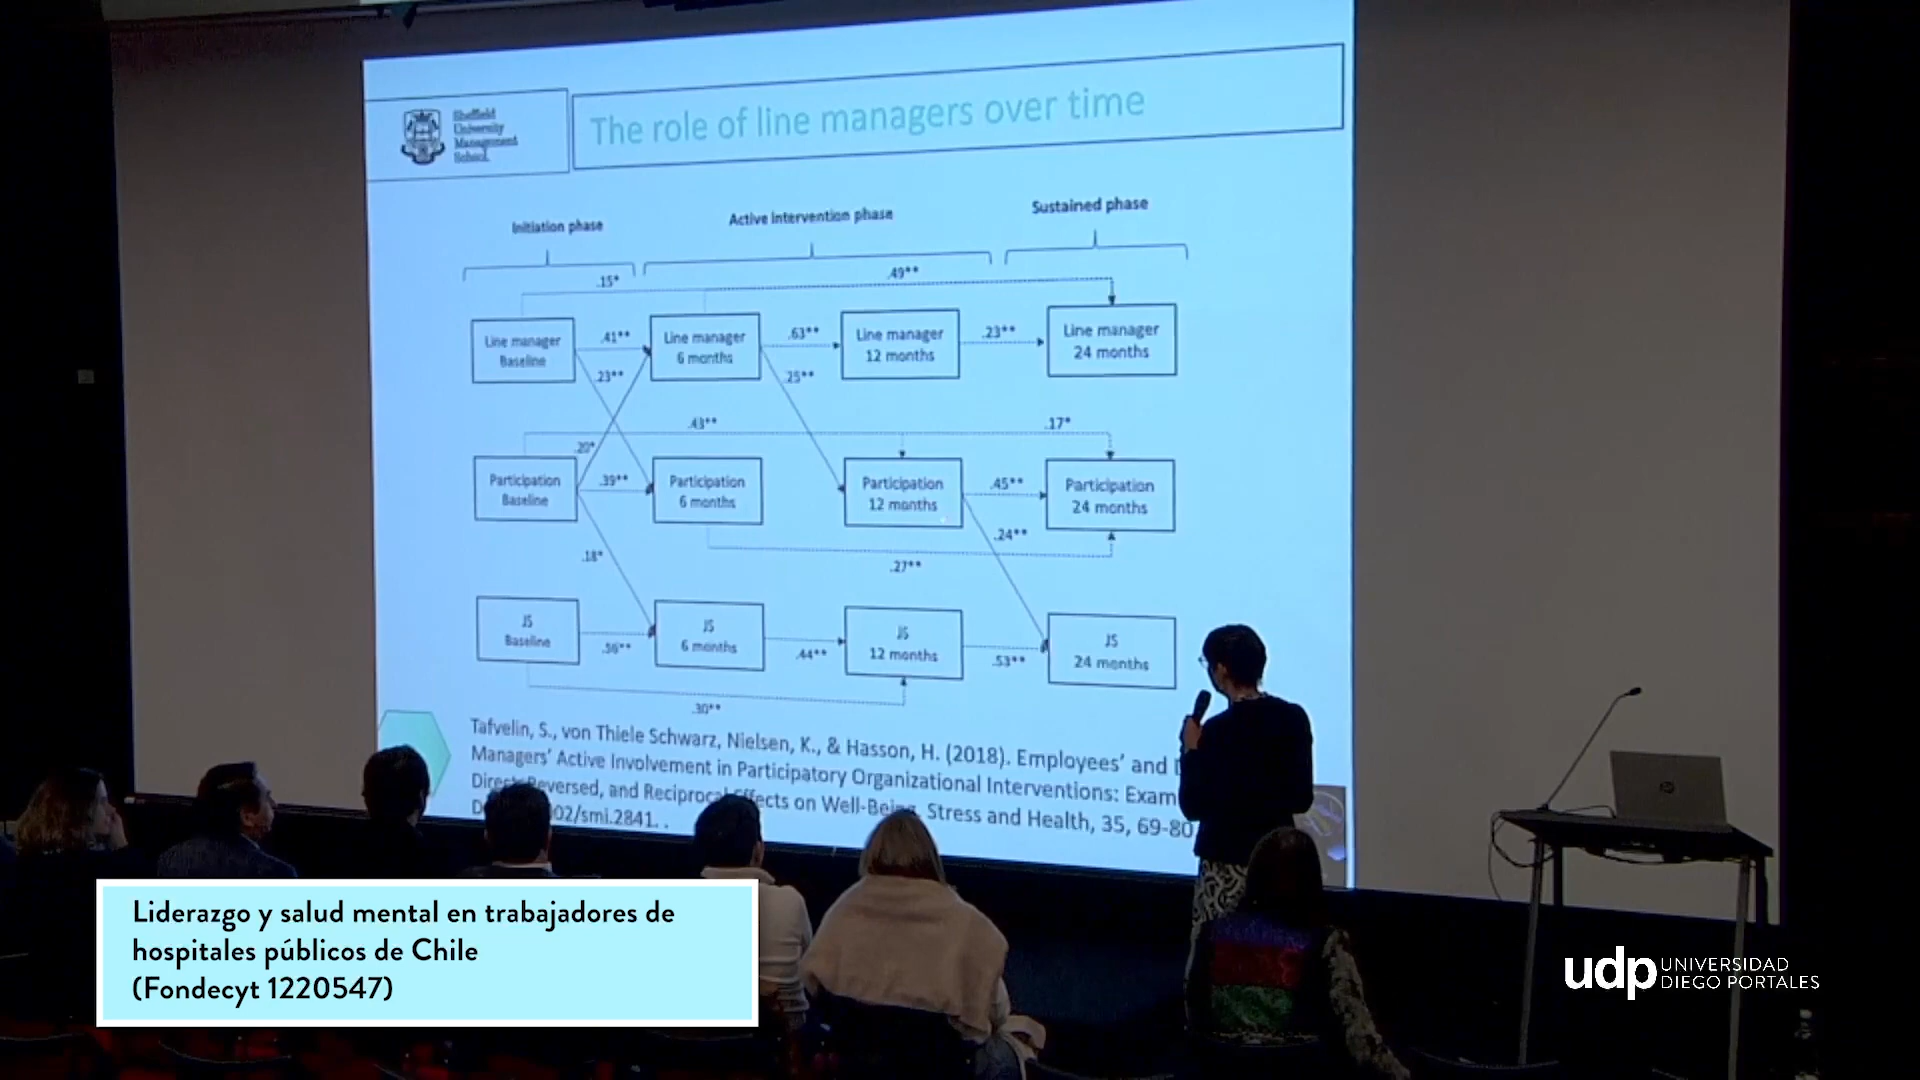 Sheffield
University
Management
School.
The role of line managers over time
Initiation phase
Active intervention phase
Sustained phase
.15*
.49**
Line manager
Baseline
.41**
Line manager
6 months
.63**
Line manager
12 months
.23**
Line manager
24 months
.23**
.25**
.43**
.17*
.20*
Participation
Baseline
.39**
Participation
6 months
Participation
12 months
.45**
Participation
24 months
.18*
.24**
.27**
JS
Baseline
.56**
JS
6 months
.44**
JS
12 months
.53**
JS
24 months
.30**
Tafvelin, S., von Thiele Schwarz, Nielsen, K., & Hasson, H. (2018). Employees' and
Managers' Active Involvement in Participatory Organizational Interventions: Exam
Reversed, and Reciprocal Effects on Well-Being. Stress and Health, 35, 69-80
02/smi.2841. .
Liderazgo y salud mental en trabajadores de
hospitales públicos de Chile
(Fondecyt 1220547)
udp UNIVERSIDAD
DIEGO PORTALES